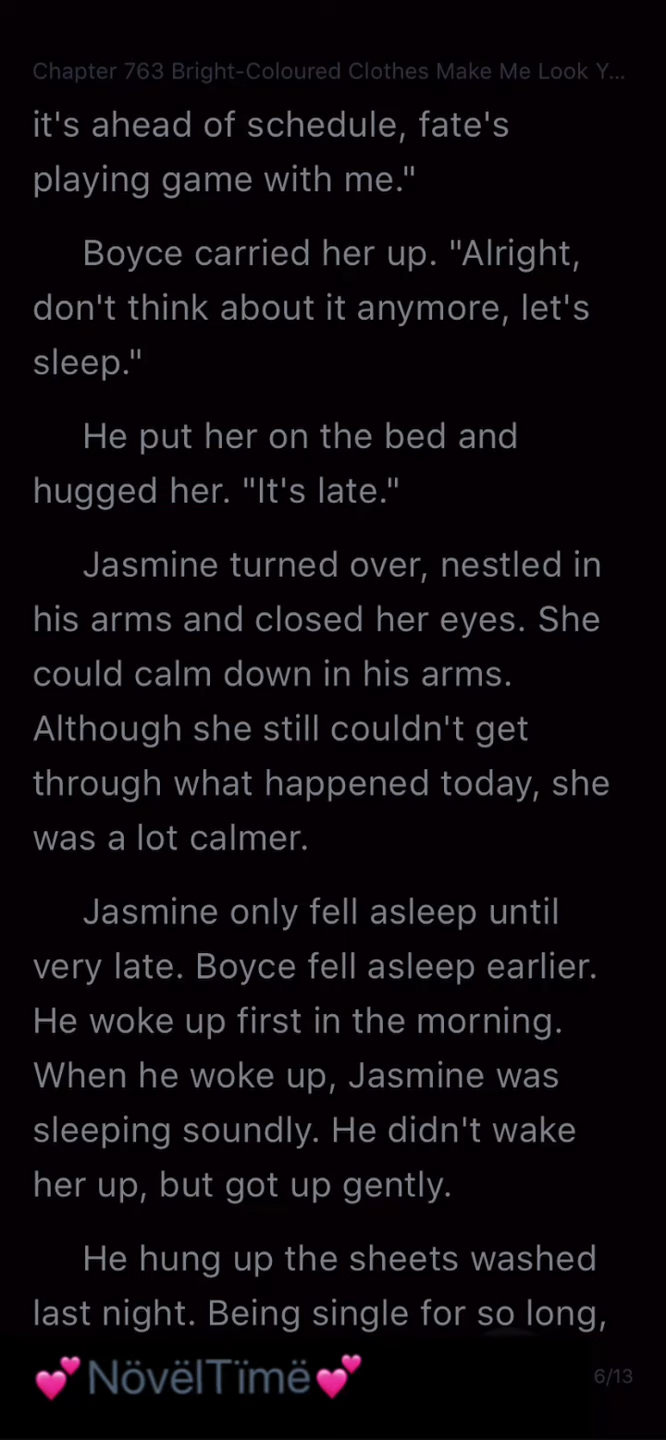 Chapter 763 Bright-Coloured Clothes Make Me Look Y...
it's ahead of schedule, fate's
playing game with me."
Boyce carried her up. "Alright,
don't think about it anymore, let's
sleep."
He put her on the bed and
hugged her. "It's late."
Jasmine turned over, nestled in
his arms and closed her eyes. She
could calm down in his arms.
Although she still couldn't get
through what happened today, she
was a lot calmer.
Jasmine only fell asleep until
very late. Boyce fell asleep earlier.
He woke up first in the morning.
When he woke up, Jasmine was
sleeping soundly. He didn't wake
her up, but got up gently.
He hung up the sheets washed
last night. Being single for so long,
💕NövëlTïmë💕
6/13